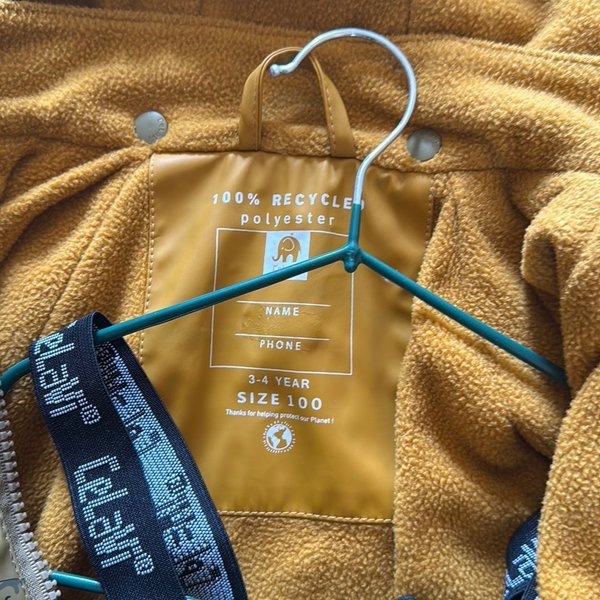 100% RECYCLED
polyester
NAME
PHONE
3-4 YEAR
SIZE 100
Thanks for helping protect our Planet !
CeLaVi
CeLaVi